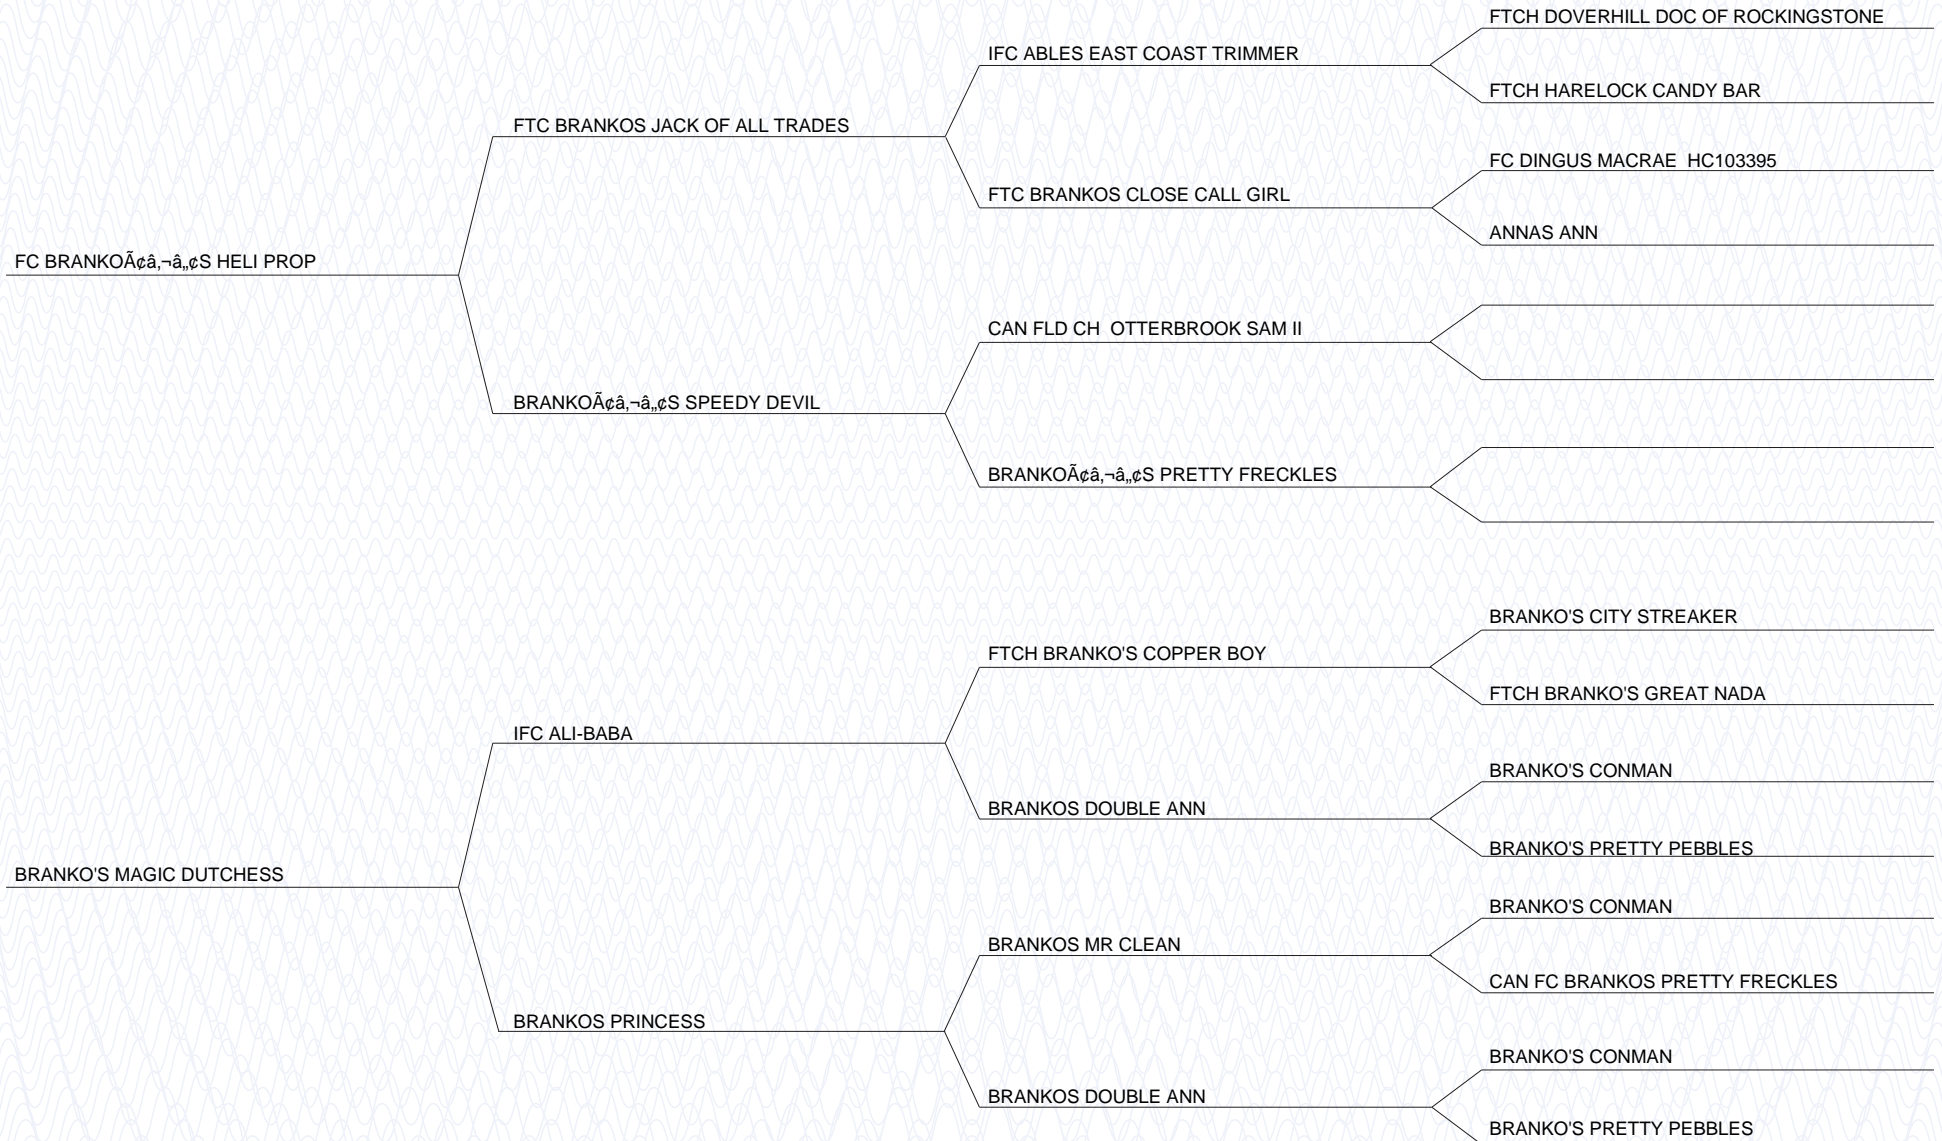 FTCH DOVERHILL DOC OF ROCKINGSTONE
IFC ABLES EAST COAST TRIMMER
FTCH HARELOCK CANDY BAR
FTC BRANKOS JACK OF ALL TRADES
FC DINGUS MACRAE  HC103395
FTC BRANKOS CLOSE CALL GIRL
ANNAS ANN
FC BRANKOÃ¢â‚¬â„¢S HELI PROP
CAN FLD CH  OTTERBROOK SAM II
BRANKOÃ¢â‚¬â„¢S SPEEDY DEVIL
BRANKOÃ¢â‚¬â„¢S PRETTY FRECKLES
BRANKO'S CITY STREAKER
FTCH BRANKO'S COPPER BOY
FTCH BRANKO'S GREAT NADA
IFC ALI-BABA
BRANKO'S CONMAN
BRANKOS DOUBLE ANN
BRANKO'S PRETTY PEBBLES
BRANKO'S MAGIC DUTCHESS
BRANKO'S CONMAN
BRANKOS MR CLEAN
CAN FC BRANKOS PRETTY FRECKLES
BRANKOS PRINCESS
BRANKO'S CONMAN
BRANKOS DOUBLE ANN
BRANKO'S PRETTY PEBBLES